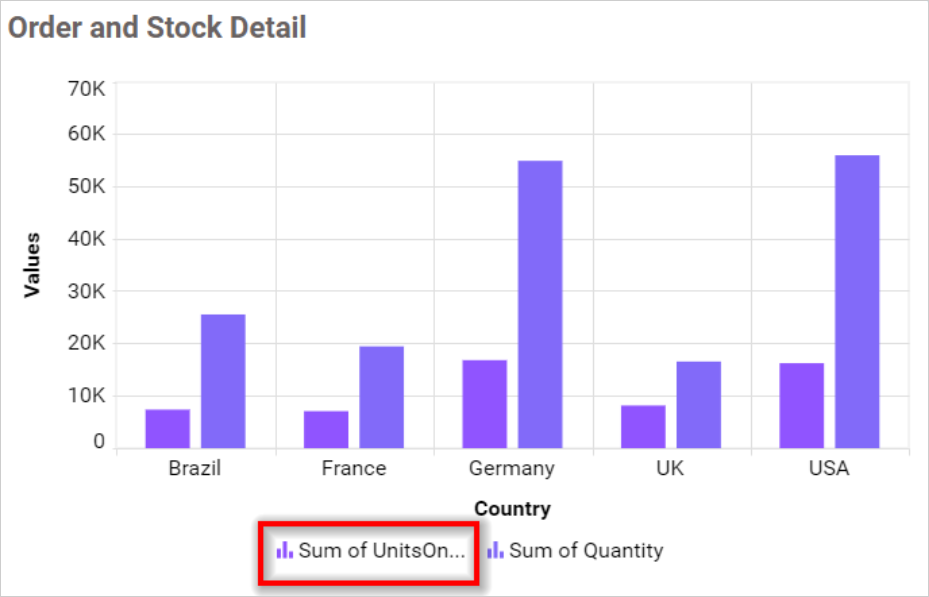 Order and Stock Detail
70K
60K
50K
40K
30K
20K
10K
0
Values
Brazil France Germany UK USA
Country
Sum of UnitsOn... Sum of Quantity